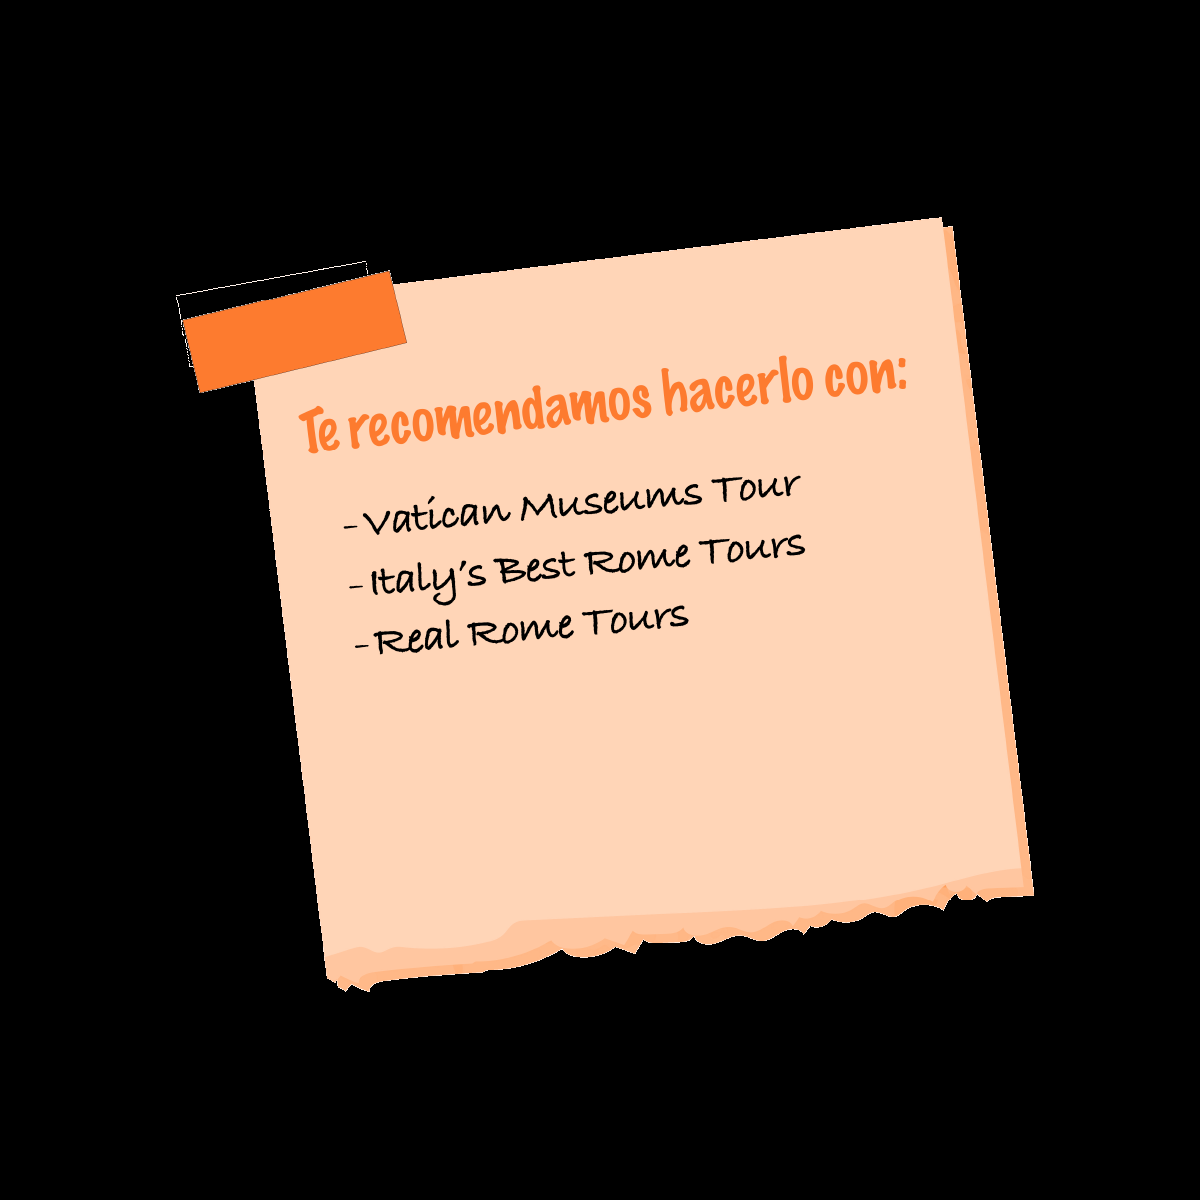 Te recomendamos hacerlo con:
- Vatican Museums Tour
- Italy's Best Rome Tours
- Real Rome Tours